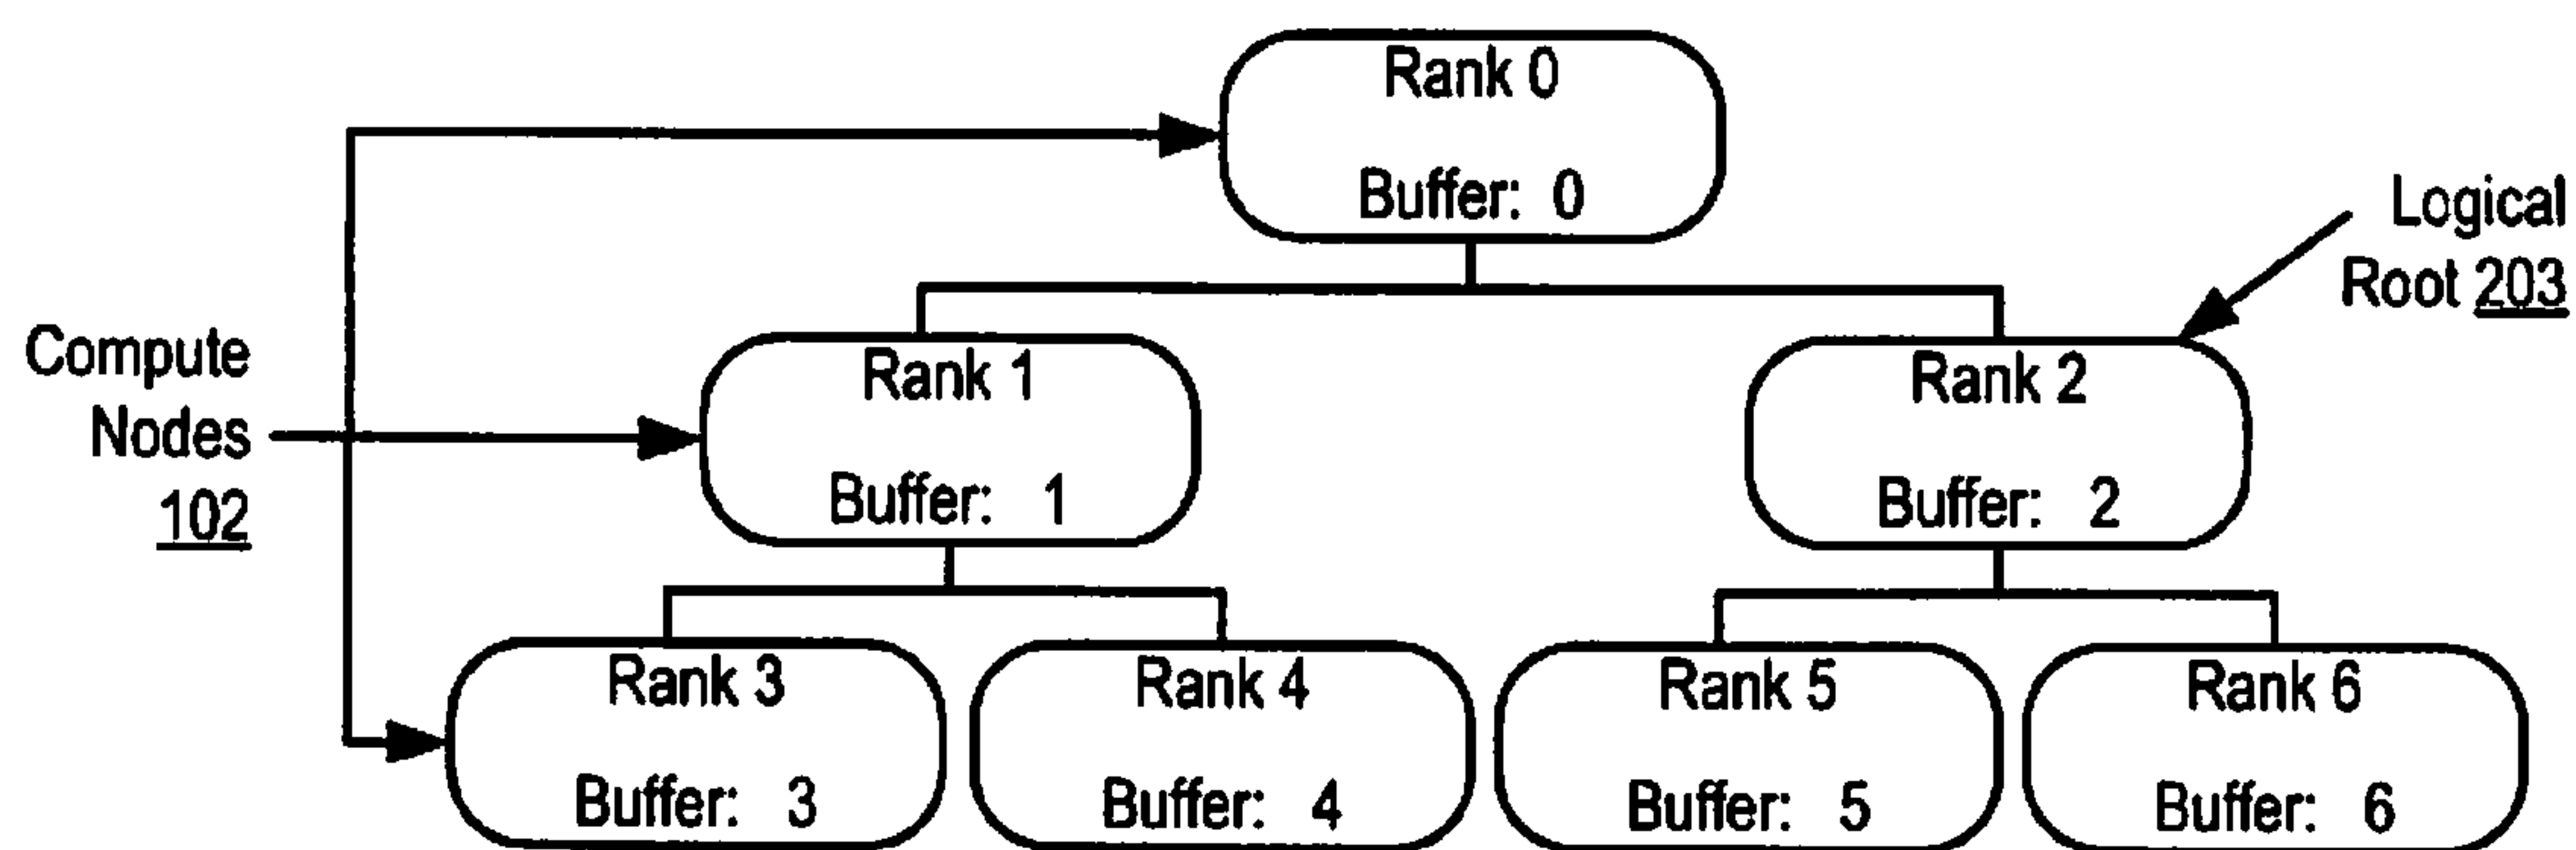 Rank 0
Buffer: 0
Logical
Root 203
Compute
Nodes
102
Rank 1
Buffer: 1
Rank 2
Buffer: 2
Rank 3
Buffer: 3
Rank 4
Buffer: 4
Rank 5
Buffer: 5
Rank 6
Buffer: 6